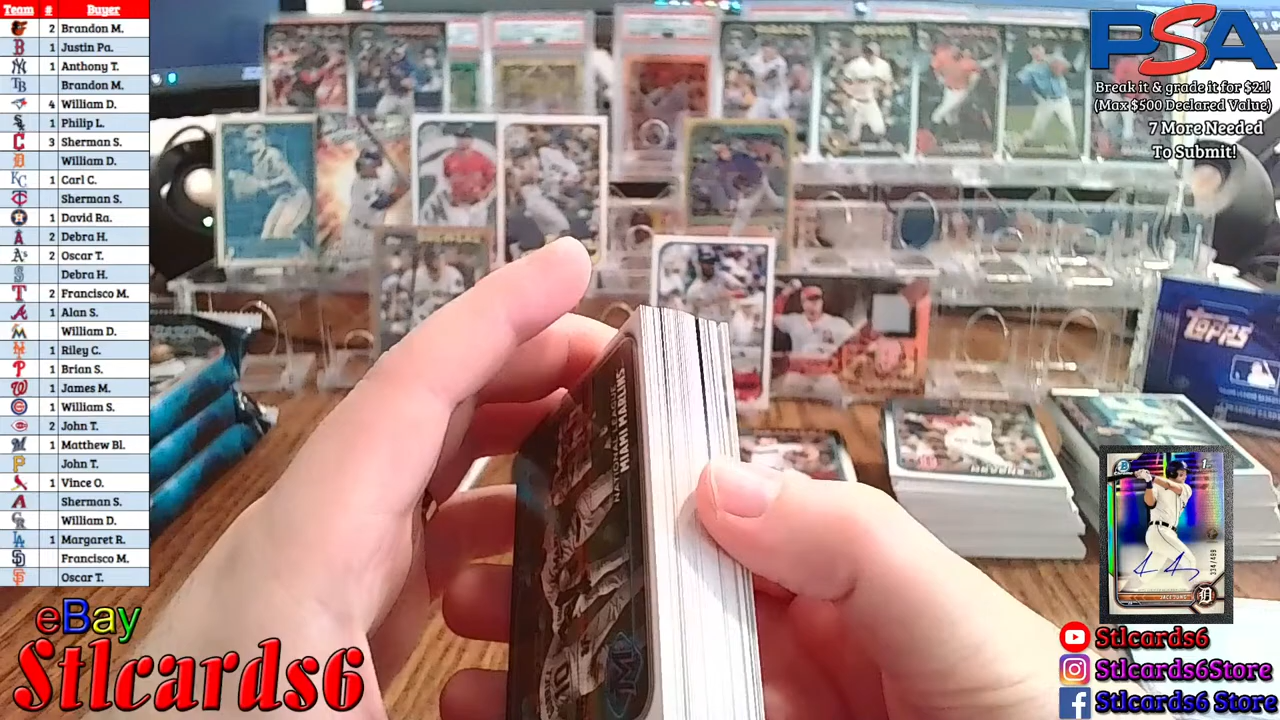 Team # Buyer
2 Brandon M.
1 Justin Pa.
1 Anthony T.
Brandon M.
4 William D.
1 Philip L.
3 Sherman S.
William D.
1 Carl C.
Sherman S.
1 David Ra.
2 Debra H.
2 Oscar T.
Debra H.
2 Francisco M.
1 Alan S.
William D.
1 Riley C.
1 Brian S.
1 James M.
1 William S.
2 John T.
1 Matthew Bl.
John T.
1 Vince O.
Sherman S.
William D.
1 Margaret R.
Francisco M.
Oscar T.
eBay
Stlcards6
PSA
Break it & grade it for $21!
(Max $500 Declared Value)
7 More Needed
To Submit!
NATIONAL LEAGUE
MIAMI MARLINS
TOPPS
334/499
Stlcards6
Stlcards6Store
Stlcards6 Store